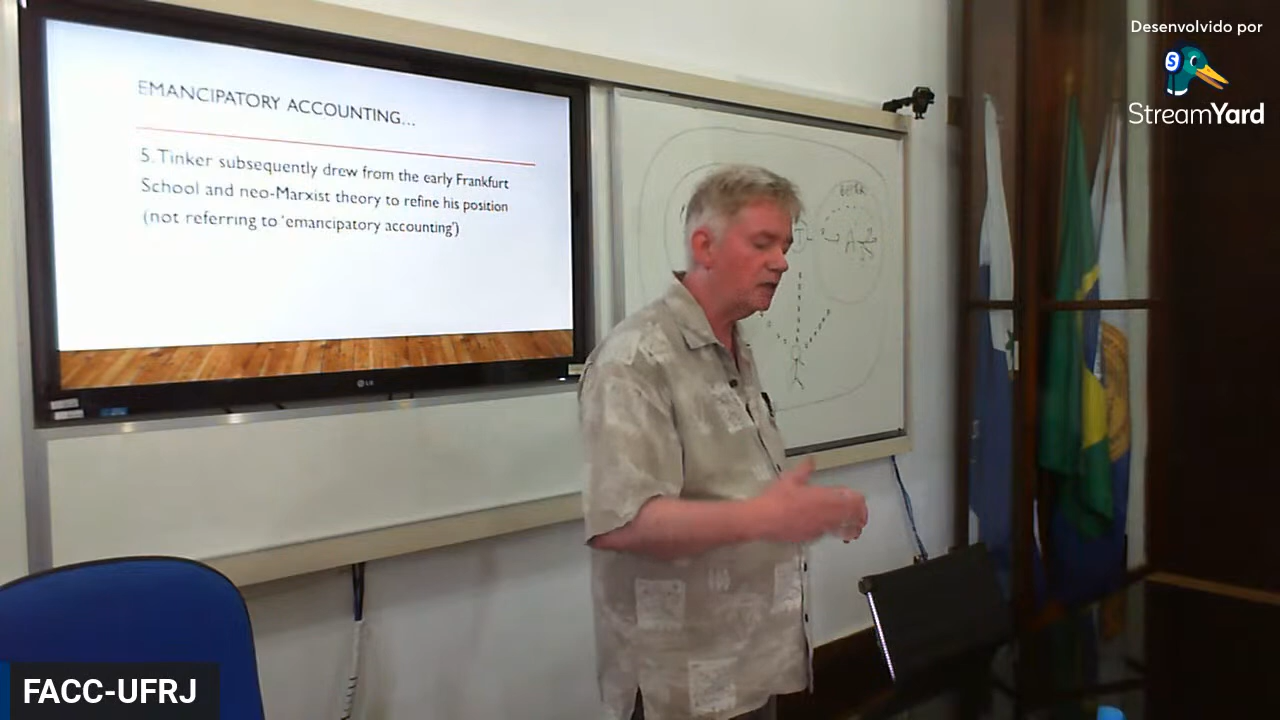 Desenvolvido por
StreamYard
EMANCIPATORY ACCOUNTING...
5. Tinker subsequently drew from the early Frankfurt
School and neo-Marxist theory to refine his position
(not referring to 'emancipatory accounting')
LG
FACC-UFRJ